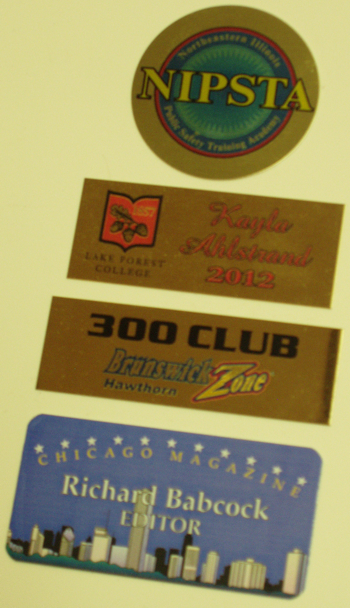 Northeastern Illinois
NIPSTA
Public Safety Training Academy
LAKE FOREST
COLLEGE
Kayla
Ahlstrand
2012
300 CLUB
Brunswick Zone
Hawthorn
CHICAGO MAGAZINE
Richard Babcock
EDITOR